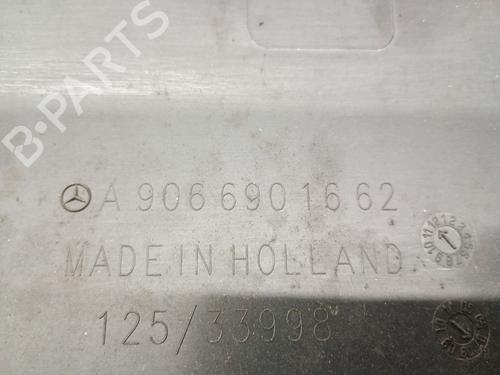 B-PARTS
A 906 690 16 62
MADE IN HOLLAND
125/33998